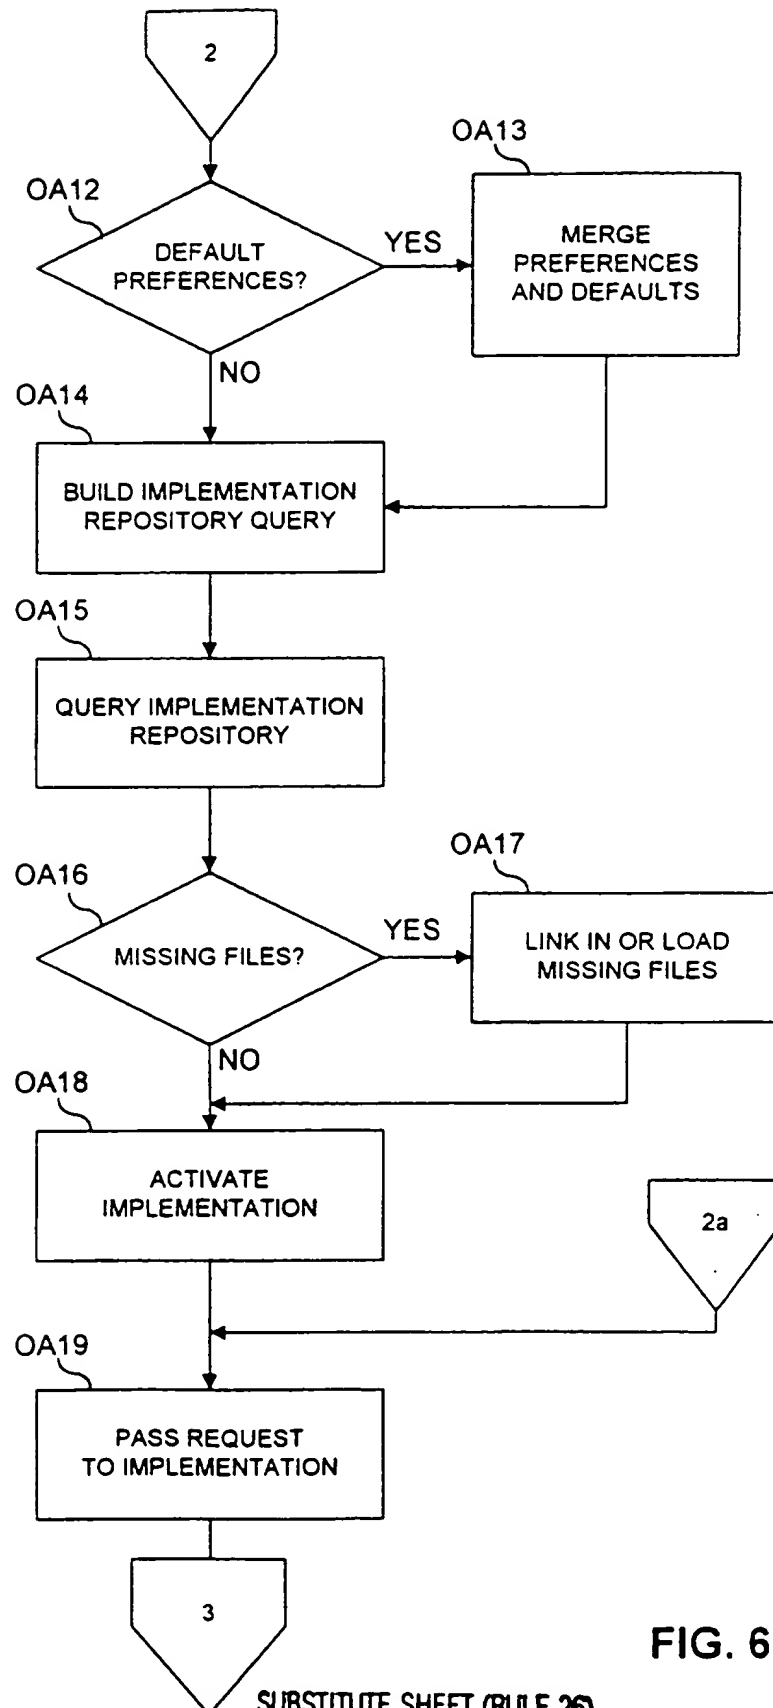 2
OA13
OA12
DEFAULT
PREFERENCES?
YES
MERGE
PREFERENCES
AND DEFAULTS
NO
OA14
BUILD IMPLEMENTATION
REPOSITORY QUERY
OA15
QUERY IMPLEMENTATION
REPOSITORY
OA17
OA16
MISSING FILES?
YES
LINK IN OR LOAD
MISSING FILES
NO
OA18
ACTIVATE
IMPLEMENTATION
2a
OA19
PASS REQUEST
TO IMPLEMENTATION
3
FIG. 6
SUBSTITUTE SHEET (RULE 26)